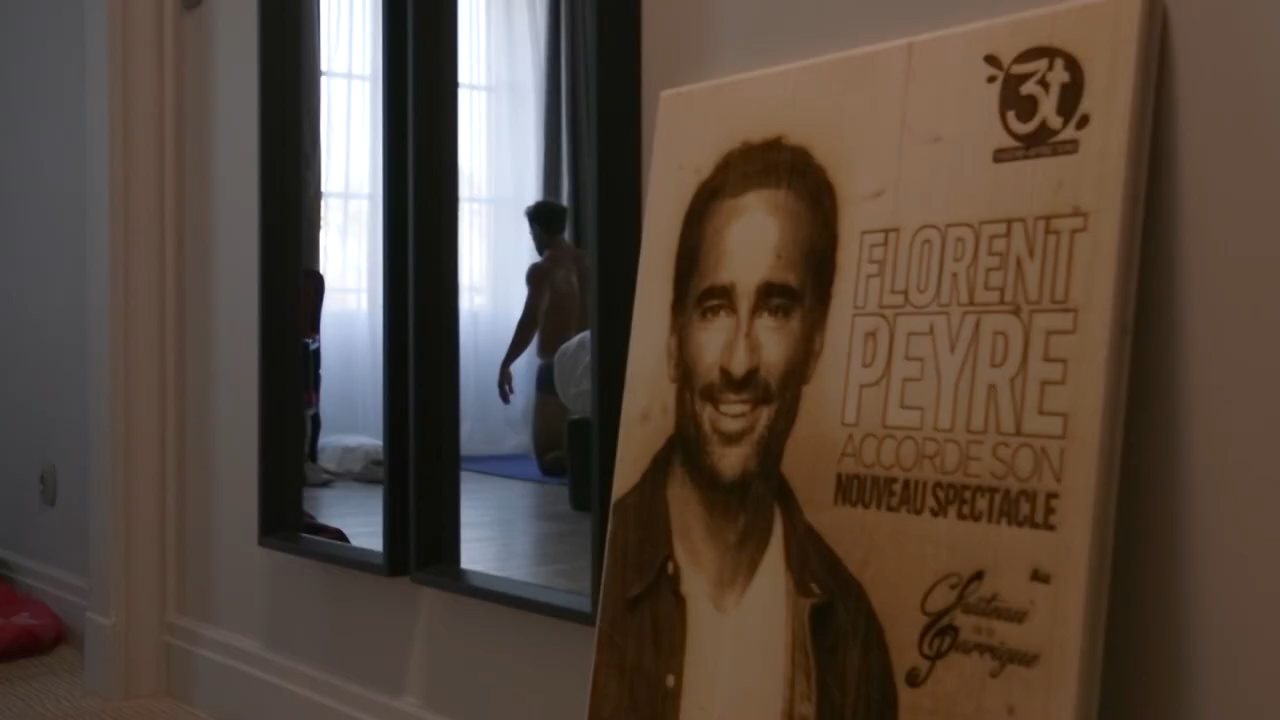 3t
FLORENT
PEYRE
ACCORDE SON
NOUVEAU SPECTACLE
Château
Garrigue